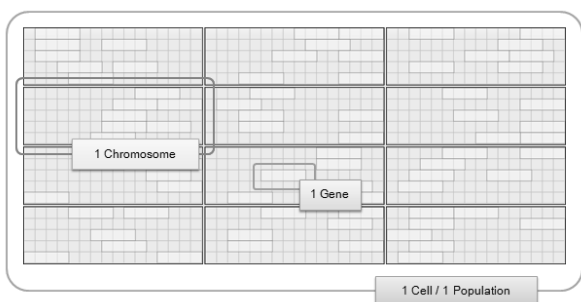 1 Chromosome
1 Gene
1 Cell / 1 Population